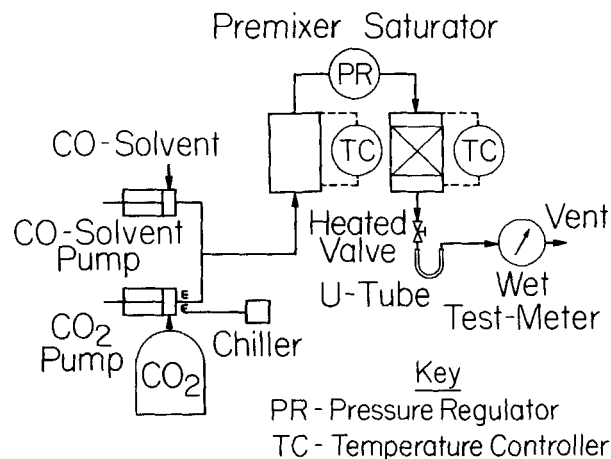 Premixer Saturator
PR
TC
TC
CO-Solvent
CO-Solvent
Pump
Heated
Valve
Vent
U-Tube
Wet
Test-Meter
CO2
Pump
Chiller
CO2
Key
PR - Pressure Regulator
TC - Temperature Controller